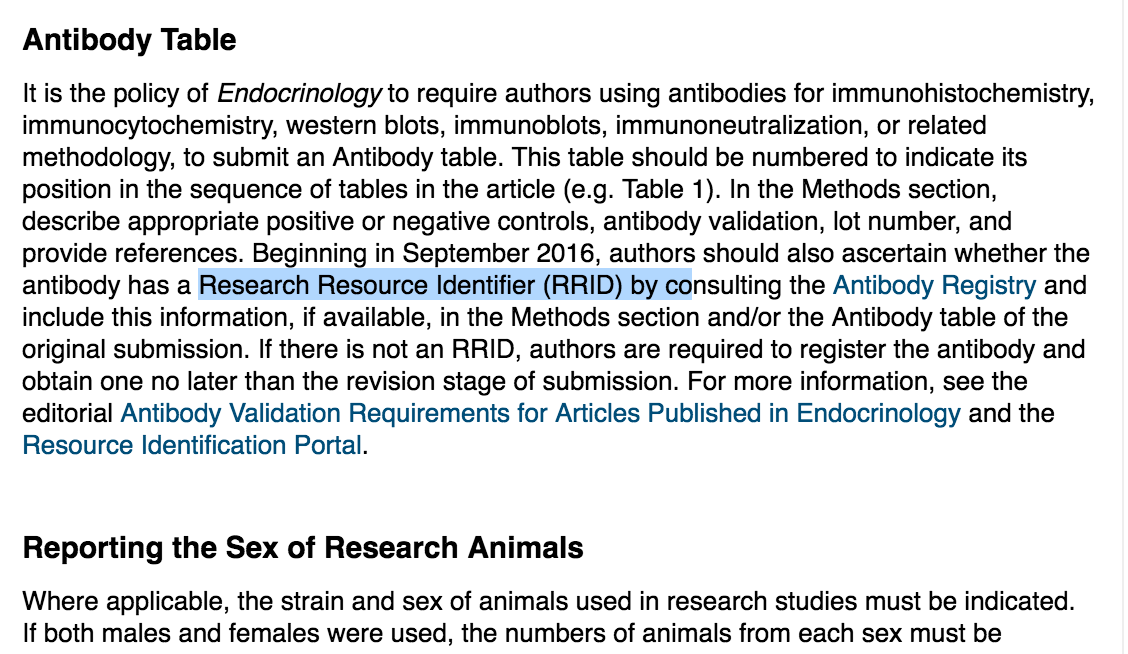 Antibody Table
It is the policy of Endocrinology to require authors using antibodies for immunohistochemistry,
immunocytochemistry, western blots, immunoblots, immunoneutralization, or related
methodology, to submit an Antibody table. This table should be numbered to indicate its
position in the sequence of tables in the article (e.g. Table 1). In the Methods section,
describe appropriate positive or negative controls, antibody validation, lot number, and
provide references. Beginning in September 2016, authors should also ascertain whether the
antibody has a Research Resource Identifier (RRID) by consulting the Antibody Registry and
include this information, if available, in the Methods section and/or the Antibody table of the
original submission. If there is not an RRID, authors are required to register the antibody and
obtain one no later than the revision stage of submission. For more information, see the
editorial Antibody Validation Requirements for Articles Published in Endocrinology and the
Resource Identification Portal.
Reporting the Sex of Research Animals
Where applicable, the strain and sex of animals used in research studies must be indicated.
If both males and females were used, the numbers of animals from each sex must be